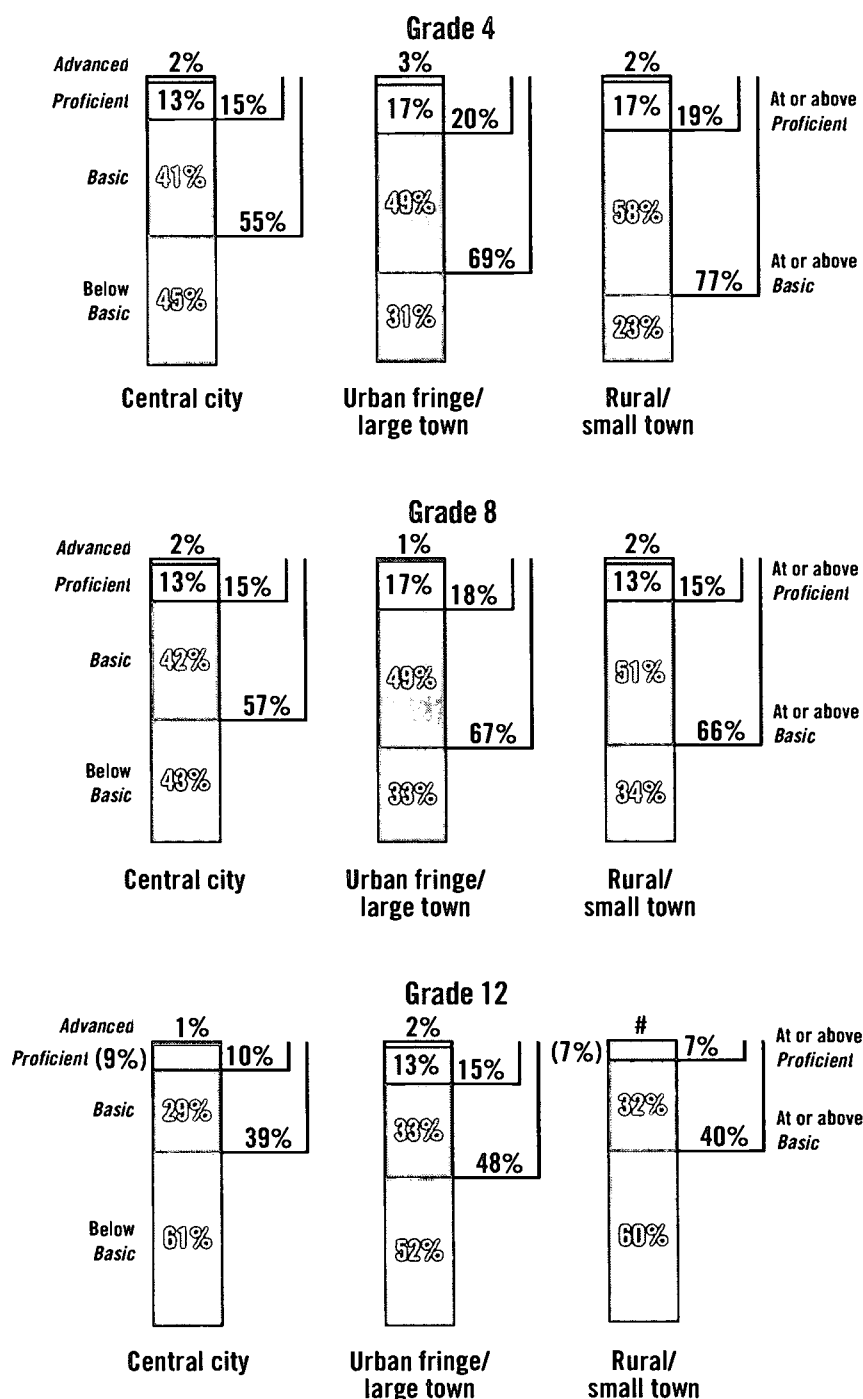 Grade 4
Advanced 2% 3% 2%
Proficient 13% 15% 17% 20% 17% 19% At or above
Proficient
Basic 41% 49% 58%
55% 69% 77% At or above
Basic
Below
Basic 45% 31% 23%
Central city Urban fringe/ Rural/
large town small town
Grade 8
Advanced 2% 1% 2%
Proficient 13% 15% 17% 18% 13% 15% At or above
Proficient
Basic 42% 49% 51%
57% 67% 66% At or above
Basic
Below
Basic 43% 33% 34%
Central city Urban fringe/ Rural/
large town small town
Grade 12
Advanced 1% 2% #
Proficient (9%) 10% 13% 15% (7%) 7% At or above
Proficient
Basic 29% 33% 32%
39% 48% 40% At or above
Basic
Below
Basic 61% 52% 60%
Central city Urban fringe/ Rural/
large town small town